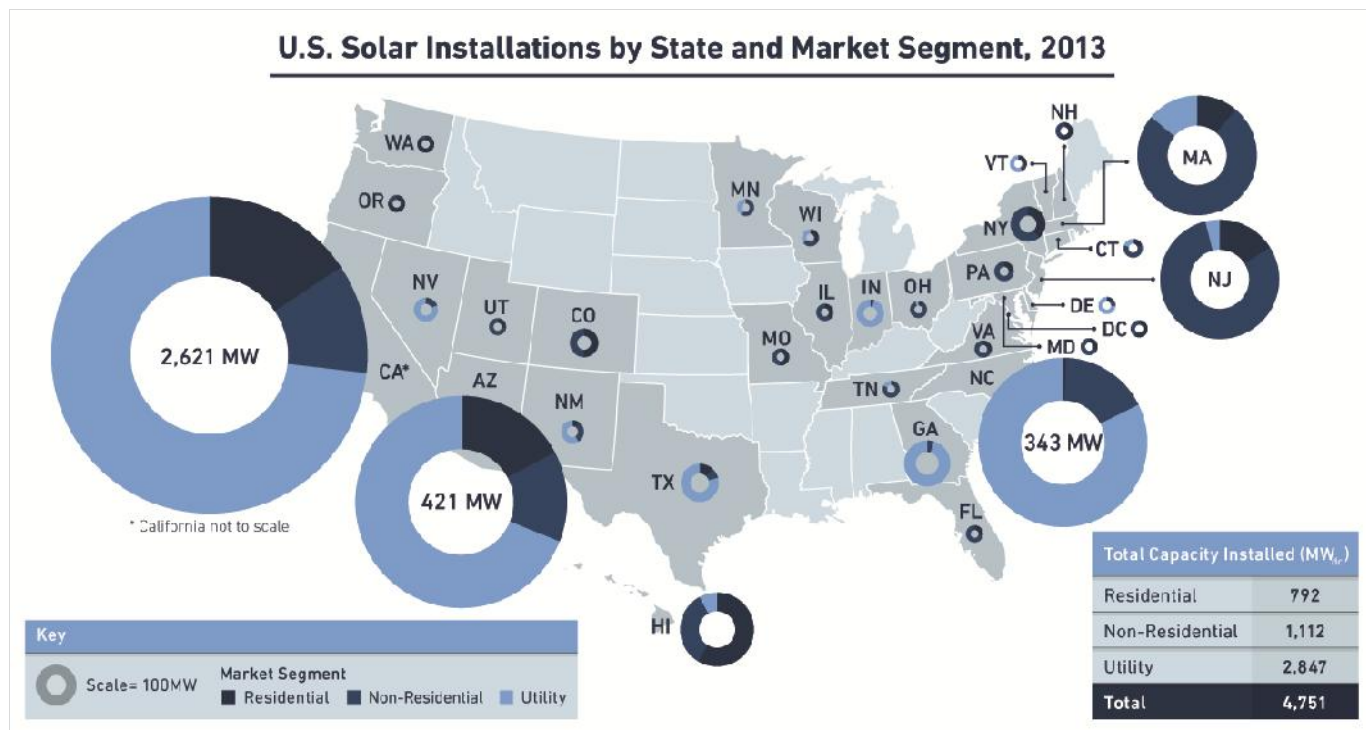 U.S. Solar Installations by State and Market Segment, 2013
NH
WA
MA
VT
MN
OR
WI
NY
CT
PA
NJ
NV
IL
IN
OH
UT
CO
DE
MO
VA
DC
2,621 MW
MD
CA*
AZ
NC
TN
NM
GA
343 MW
TX
421 MW
FL
* California not to scale
HI
Key
Scale= 100MW
Market Segment
Residential Non-Residential Utility
Total Capacity Installed (MWdc)
Residential 792
Non-Residential 1,112
Utility 2,847
Total 4,751